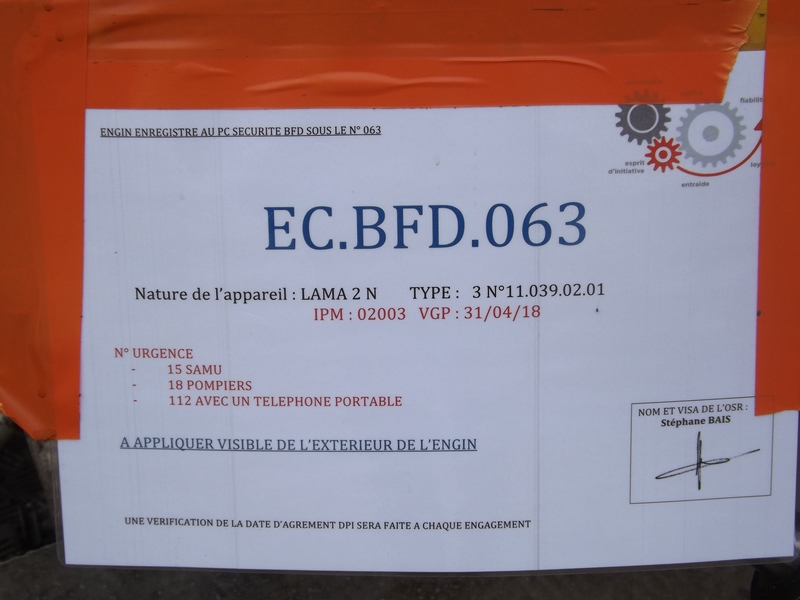 ENGIN ENREGISTRE AU PC SECURITE BFD SOUS LE N° 063
fiabilité
esprit
d'initiative
entraide
EC.BFD.063
Nature de l'appareil : LAMA 2 N TYPE : 3 N°11.039.02.01
IPM : 02003 VGP : 31/04/18
N° URGENCE
- 15 SAMU
- 18 POMPIERS
- 112 AVEC UN TELEPHONE PORTABLE
A APPLIQUER VISIBLE DE L'EXTERIEUR DE L'ENGIN
NOM ET VISA DE L'OSR :
Stéphane BAIS
UNE VERIFICATION DE LA DATE D'AGREMENT DPI SERA FAITE A CHAQUE ENGAGEMENT